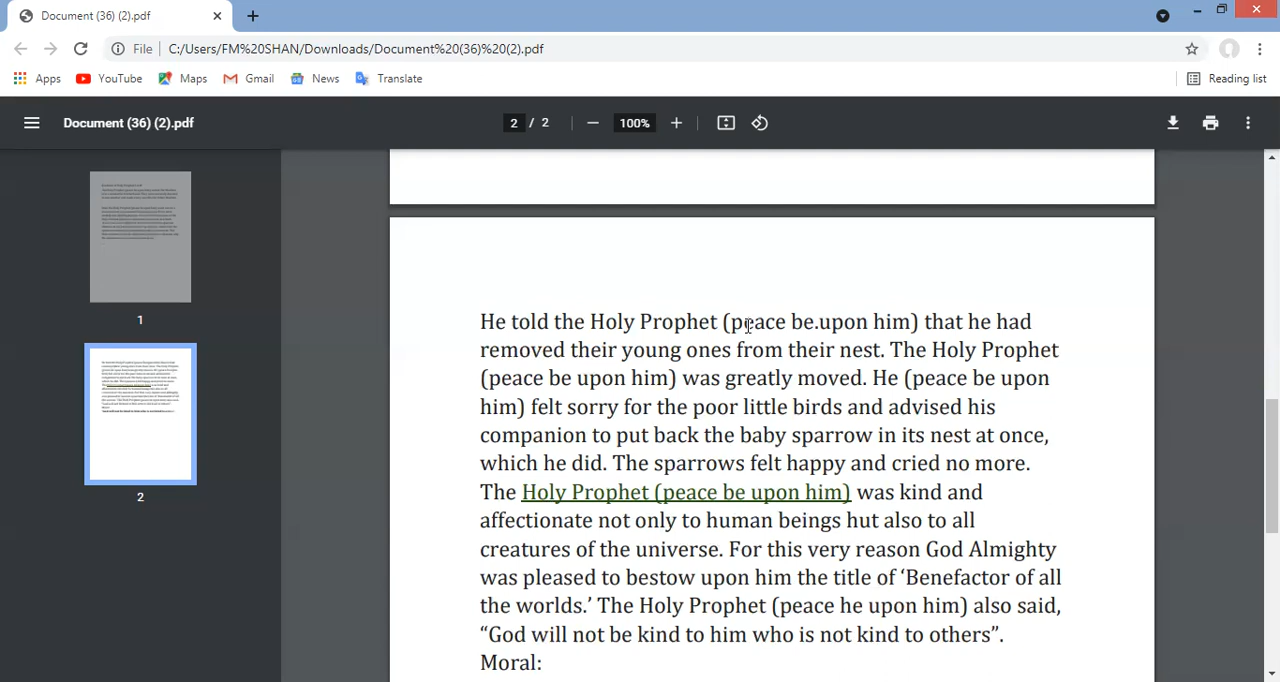 Document (36) (2).pdf
File C:/Users/FM%20SHAN/Downloads/Document%20(36)%20(2).pdf
Apps YouTube Maps Gmail News Translate Reading list
Document (36) (2).pdf 2 / 2 100%
1
2
He told the Holy Prophet (peace be.upon him) that he had
removed their young ones from their nest. The Holy Prophet
(peace be upon him) was greatly moved. He (peace be upon
him) felt sorry for the poor little birds and advised his
companion to put back the baby sparrow in its nest at once,
which he did. The sparrows felt happy and cried no more.
The Holy Prophet (peace be upon him) was kind and
affectionate not only to human beings hut also to all
creatures of the universe. For this very reason God Almighty
was pleased to bestow upon him the title of ‘Benefactor of all
the worlds.’ The Holy Prophet (peace he upon him) also said,
“God will not be kind to him who is not kind to others”.
Moral: